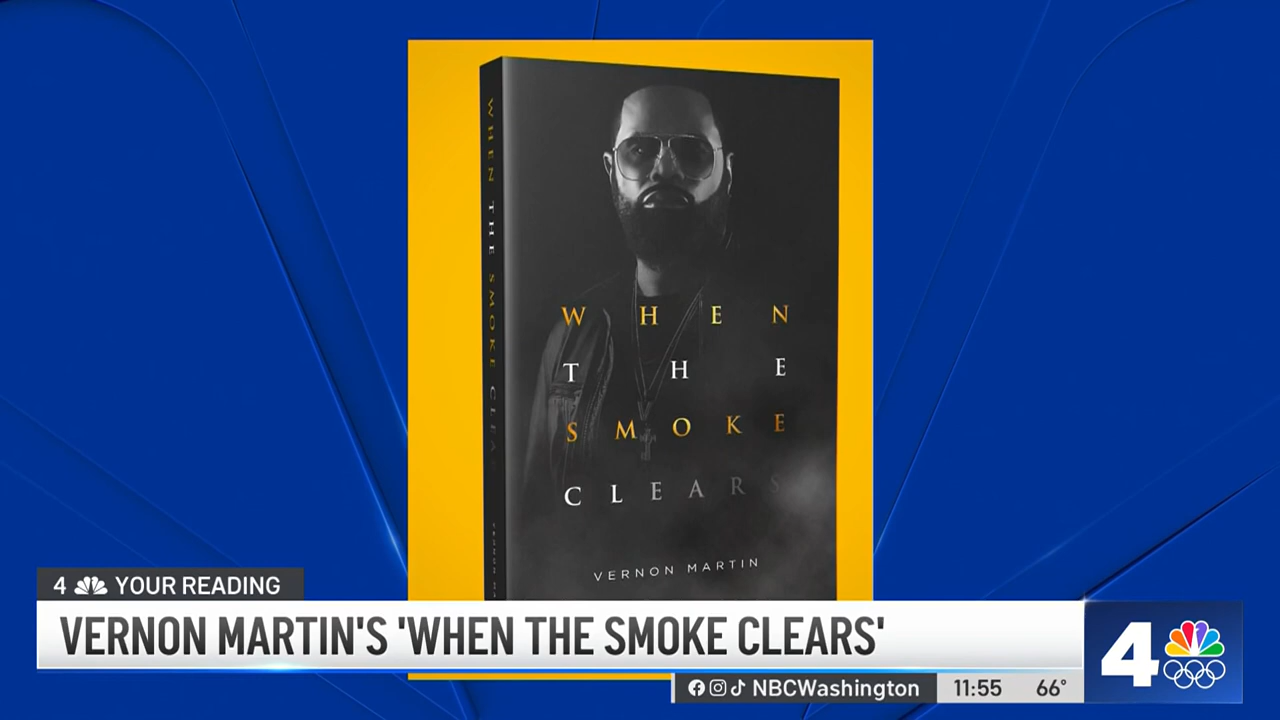 WHEN THE SMOKE CLEARS
WHEN
THE
SMOKE
CLEARS
VERNON MARTIN
4 YOUR READING
VERNON MARTIN'S 'WHEN THE SMOKE CLEARS'
4
NBCWashington
11:55
66°